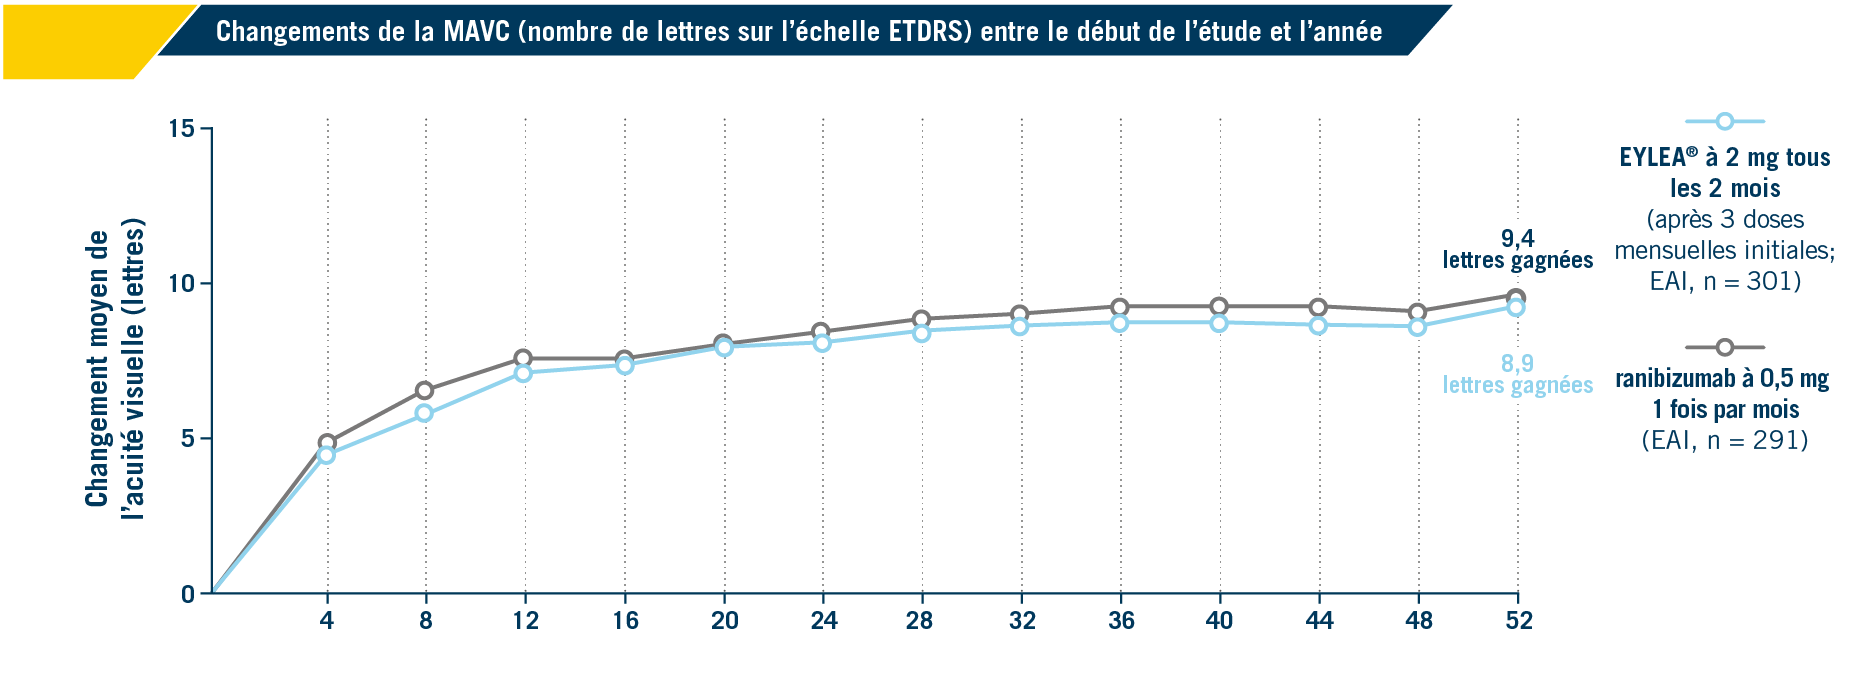 Changements de la MAVC (nombre de lettres sur l’échelle ETDRS) entre le début de l’étude et l’année
Changement moyen de
l’acuité visuelle (lettres)
15
10
5
0
4 8 12 16 20 24 28 32 36 40 44 48 52
9,4
lettres gagnées
8,9
lettres gagnées
EYLEA® à 2 mg tous
les 2 mois
(après 3 doses
mensuelles initiales;
EAI, n = 301)
ranibizumab à 0,5 mg
1 fois par mois
(EAI, n = 291)